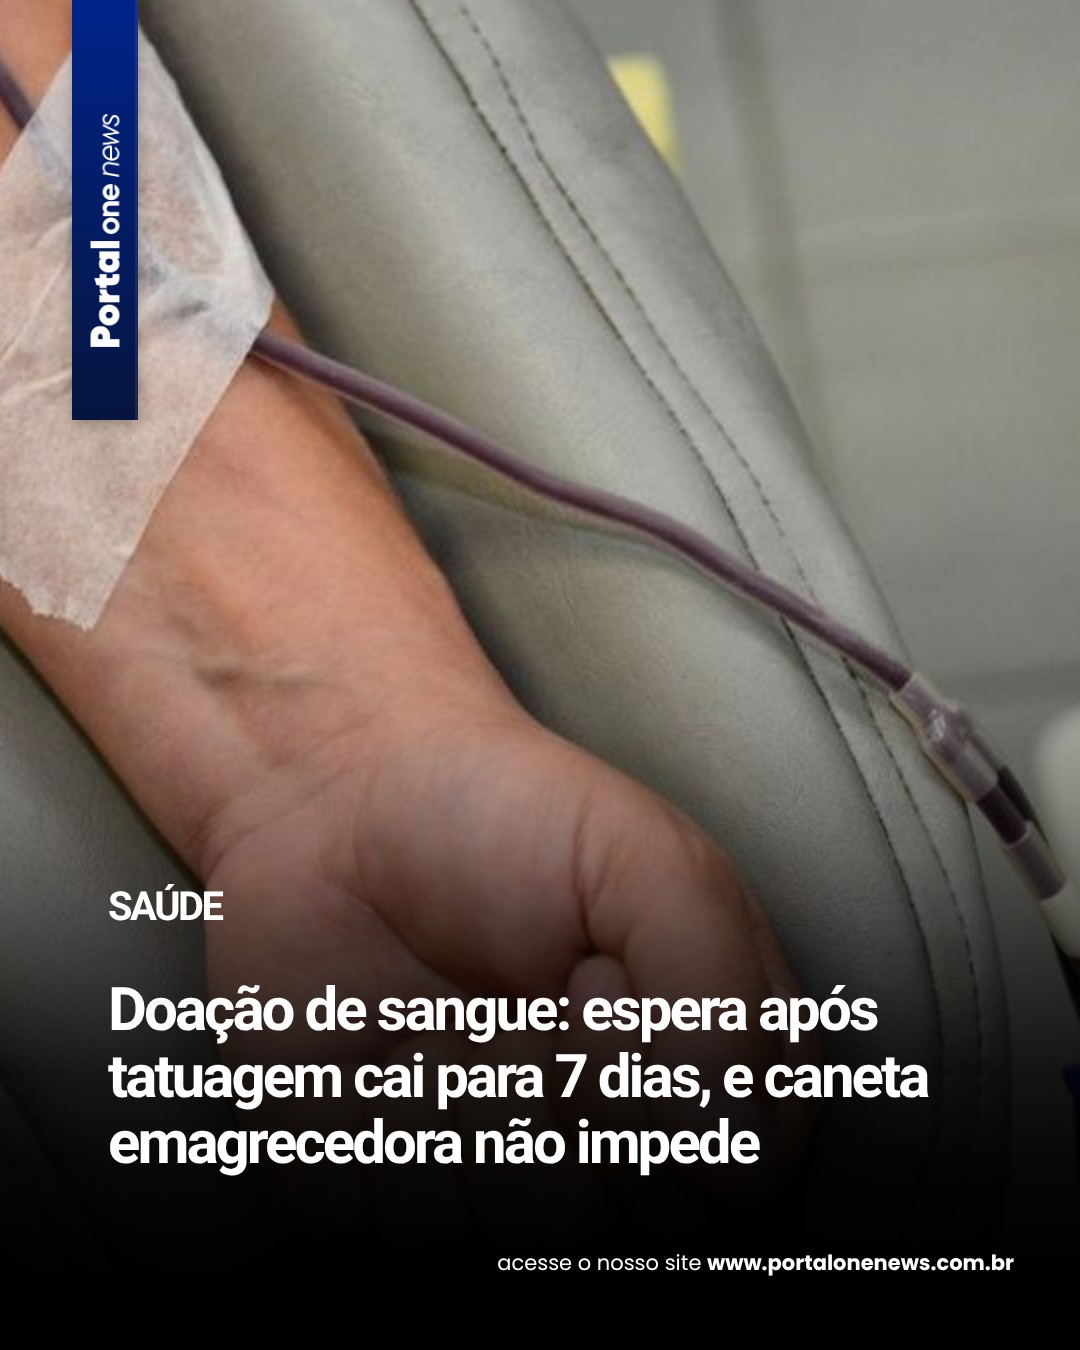 Portal one news
SAÚDE
Doação de sangue: espera após
tatuagem cai para 7 dias, e caneta
emagrecedora não impede
acesse o nosso site www.portalonenews.com.br